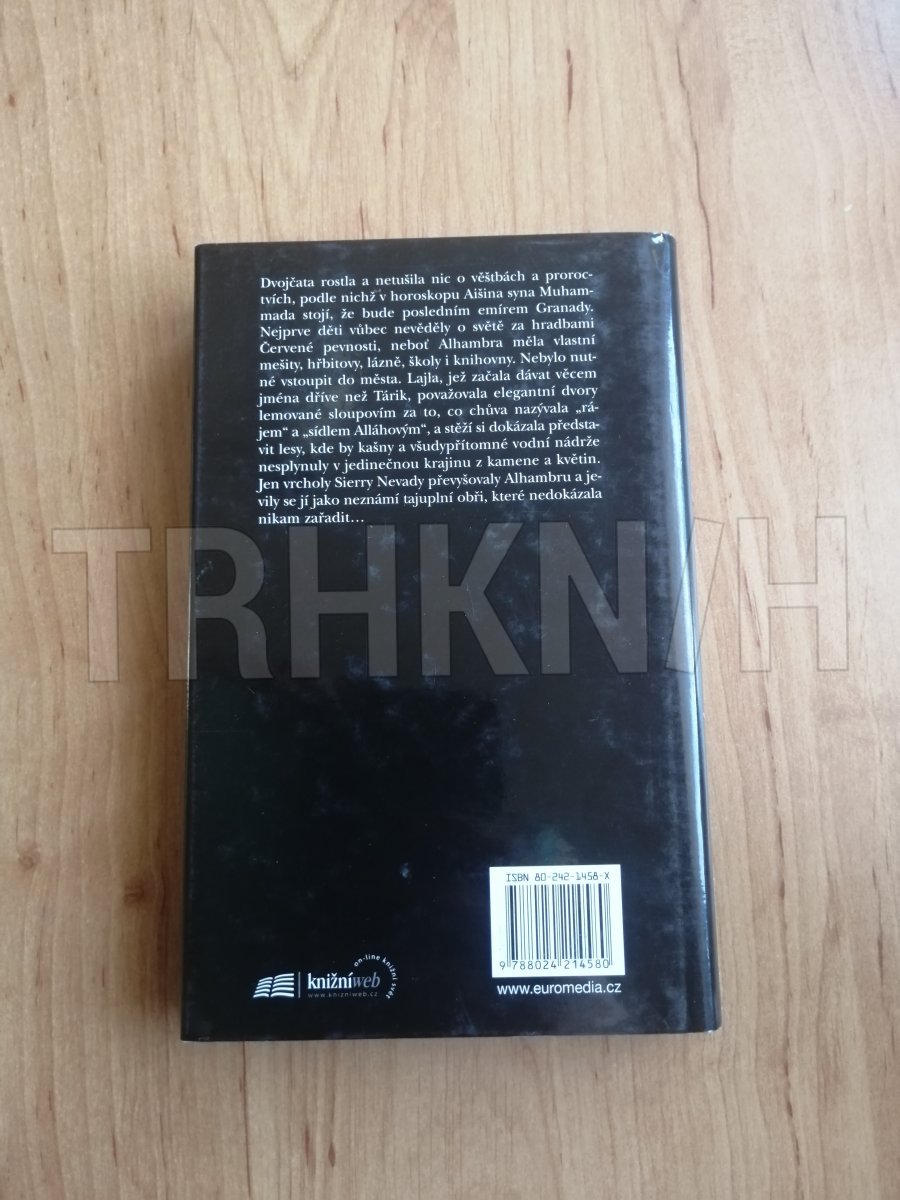 Dvojčata rostla a netušila nic o věštbách a proroc-
tvích, podle nichž v horoskopu Aišina syna Muham-
mada stojí, že bude posledním emírem Granady.
Nejprve děti vůbec nevěděly o světě za hradbami
Červené pevnosti, neboť Alhambra měla vlastní
mešity, hřbitovy, lázně, školy i knihovny. Nebylo nut-
né vstoupit do města. Lajla, jež začala dávat věcem
jména dříve než Tárik, považovala elegantní dvory
lemované sloupovím za to, co chůva nazývala „rá-
jem“ a „sídlem Alláhovým“, a stěží si dokázala předsta-
vit lesy, kde by kašny a všudypřítomné vodní nádrže
nesplynuly v jedinečnou krajinu z kamene a květin.
Jen vrcholy Sierry Nevady převyšovaly Alhambru a je-
vily se jí jako neznámí tajuplní obři, které nedokázala
nikam zařadit…
TRHKNIH
ISBN 80-242-1458-X
9 788024 214580
www.euromedia.cz
knižníweb
www.knizniweb.cz
on-line knižní svět